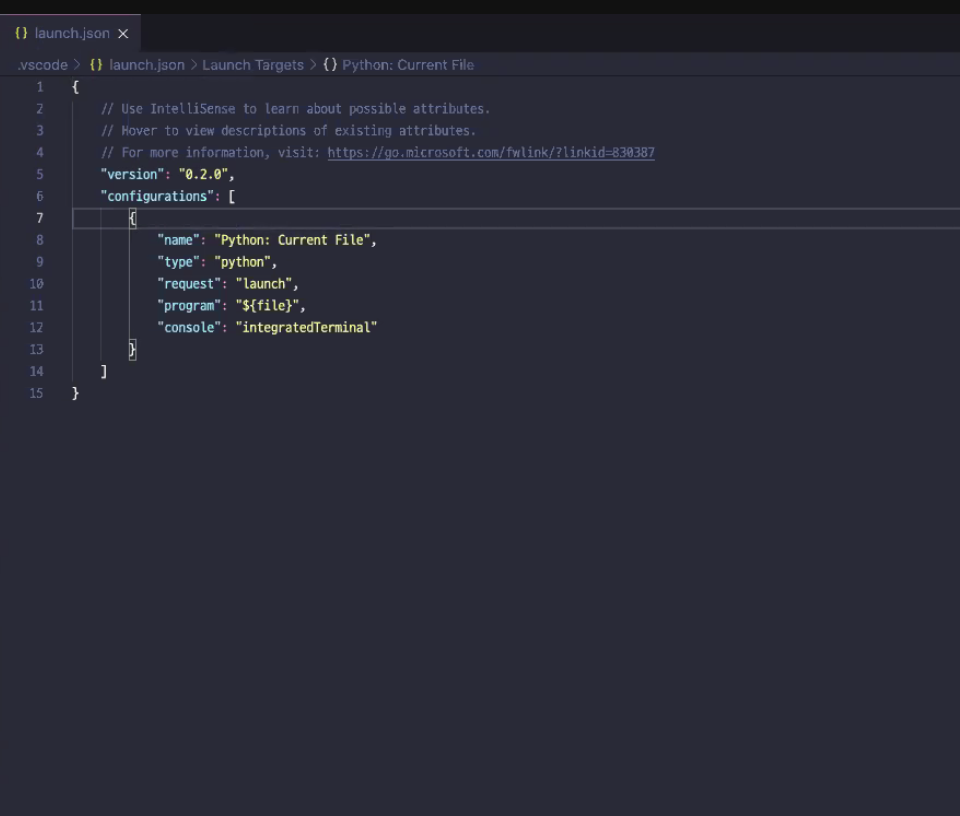 {} launch.json ×
.vscode > {} launch.json > Launch Targets > {} Python: Current File
1 {
2 // Use IntelliSense to learn about possible attributes.
3 // Hover to view descriptions of existing attributes.
4 // For more information, visit: https://go.microsoft.com/fwlink/?linkid=830387
5 "version": "0.2.0",
6 "configurations": [
7 {
8 "name": "Python: Current File",
9 "type": "python",
10 "request": "launch",
11 "program": "${file}",
12 "console": "integratedTerminal"
13 }
14 ]
15 }